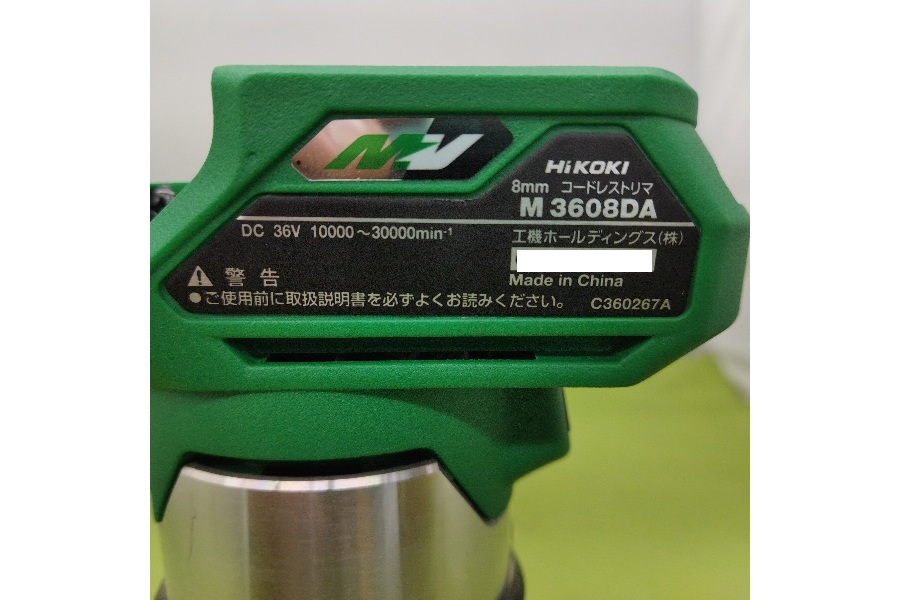 MV
HiKOKI
8mm コードレストリマ
M 3608DA
DC 36V 10000～30000min⁻¹
工機ホールディングス(株)
Made in China
警告
●ご使用前に取扱説明書を必ずよくお読みください。 C360267A